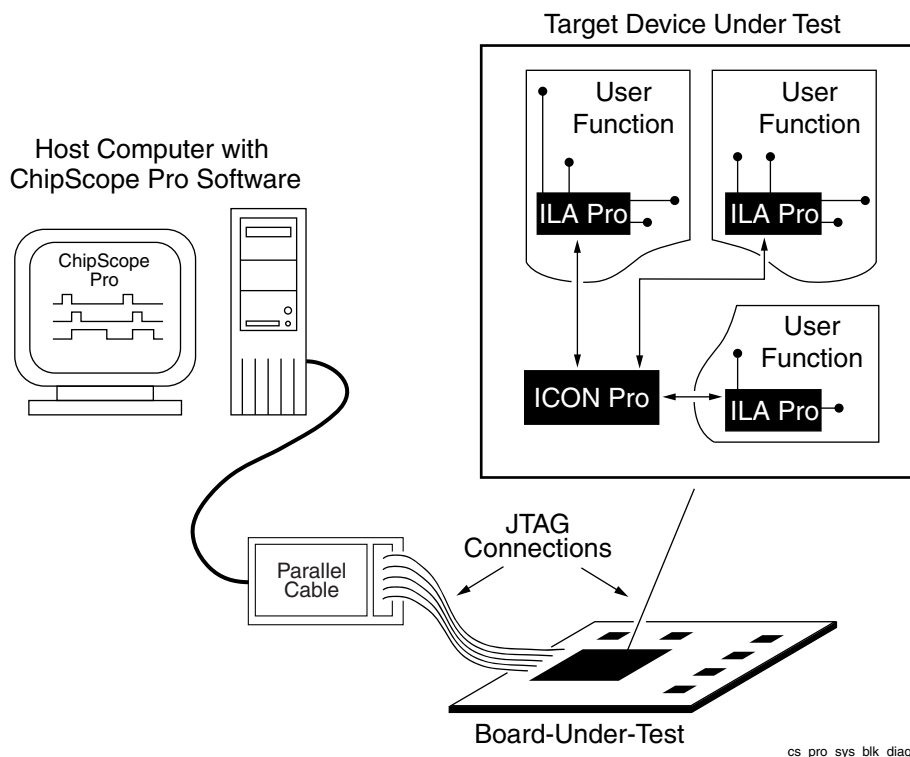 Target Device Under Test
User
Function
ILA Pro
User
Function
ILA Pro
Host Computer with
ChipScope Pro Software
ChipScope
Pro
User
Function
ILA Pro
ICON Pro
JTAG
Connections
Parallel
Cable
Board-Under-Test
cs_pro_sys_blk_diag